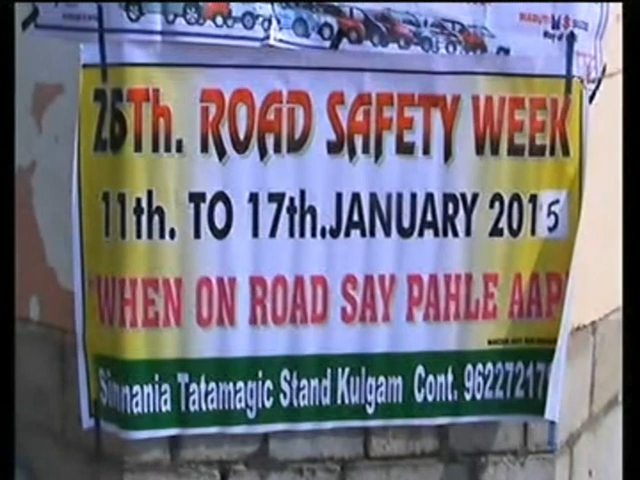 26Th. ROAD SAFETY WEEK
11th. TO 17th.JANUARY 2015
"WHEN ON ROAD SAY PAHLE AAP"
Simnania Tatamagic Stand Kulgam Cont. 96227217